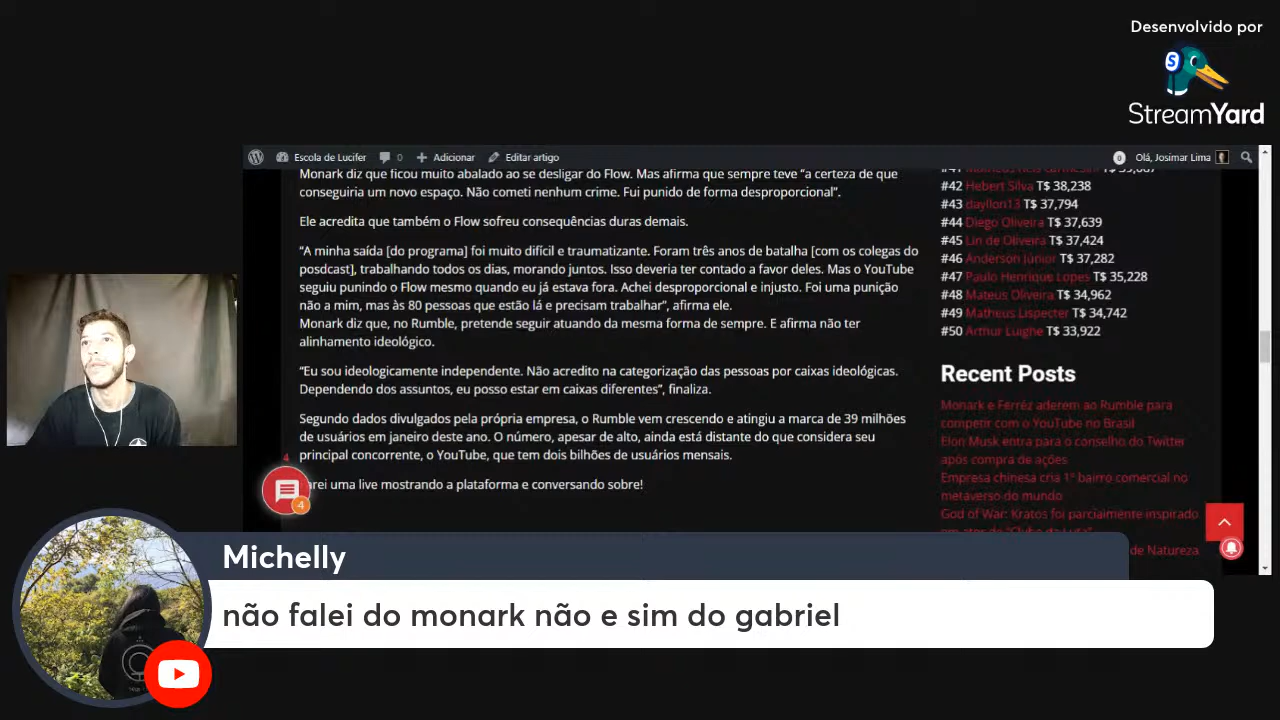 Desenvolvido por
StreamYard
Escola de Lucifer 0 Adicionar Editar artigo
0 Olá, Josimar Lima
Monark diz que ficou muito abalado ao se desligar do Flow. Mas afirma que sempre teve “a certeza de que
conseguiria um novo espaço. Não cometi nenhum crime. Fui punido de forma desproporcional”.
Ele acredita que também o Flow sofreu consequências duras demais.
“A minha saída [do programa] foi muito difícil e traumatizante. Foram três anos de batalha [com os colegas do
posdcast], trabalhando todos os dias, morando juntos. Isso deveria ter contado a favor deles. Mas o YouTube
seguiu punindo o Flow mesmo quando eu já estava fora. Achei desproporcional e injusto. Foi uma punição
não a mim, mas às 80 pessoas que estão lá e precisam trabalhar”, afirma ele.
Monark diz que, no Rumble, pretende seguir atuando da mesma forma de sempre. E afirma não ter
alinhamento ideológico.
“Eu sou ideologicamente independente. Não acredito na categorização das pessoas por caixas ideológicas.
Dependendo dos assuntos, eu posso estar em caixas diferentes”, finaliza.
Segundo dados divulgados pela própria empresa, o Rumble vem crescendo e atingiu a marca de 39 milhões
de usuários em janeiro deste ano. O número, apesar de alto, ainda está distante do que considera seu
principal concorrente, o YouTube, que tem dois bilhões de usuários mensais.
arei uma live mostrando a plataforma e conversando sobre!
4
4
#42 Hebert Silva T$ 38,238
#43 dayllon13 T$ 37,794
#44 Diego Oliveira T$ 37,639
#45 Lin de Oliveira T$ 37,424
#46 Anderson Júnior T$ 37,282
#47 Paulo Henrique Lopes T$ 35,228
#48 Mateus Oliveira T$ 34,962
#49 Matheus Lispecter T$ 34,742
#50 Arthur Luighe T$ 33,922
Recent Posts
Monark e Ferréz aderem ao Rumble para
competir com o YouTube no Brasil
Elon Musk entra para o conselho do Twitter
após compra de ações
Empresa chinesa cria 1º bairro comercial no
metaverso do mundo
God of War: Kratos foi parcialmente inspirado
de Natureza
Michelly
não falei do monark não e sim do gabriel